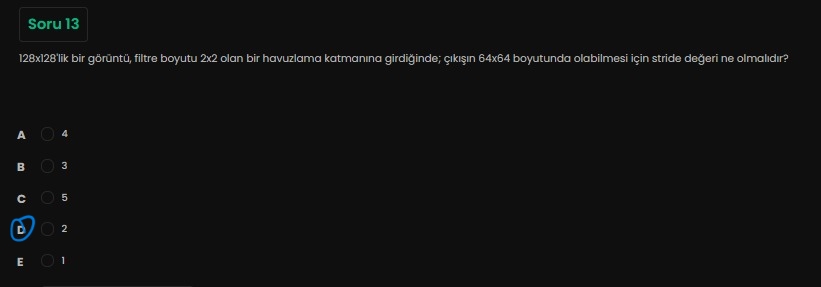 Soru 13
128x128'lik bir görüntü, filtre boyutu 2x2 olan bir havuzlama katmanına girdiğinde; çıkışın 64x64 boyutunda olabilmesi için stride değeri ne olmalıdır?
A 4
B 3
C 5
D 2
E 1